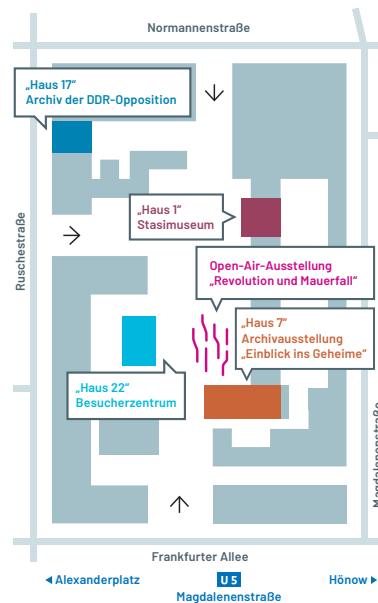 Normannenstraße
„Haus 17“
Archiv der DDR-Opposition
„Haus 1“
Stasimuseum
Ruschestraße
Open-Air-Ausstellung
„Revolution und Mauerfall“
„Haus 7“
Archivausstellung
„Einblick ins Geheime“
„Haus 22“
Besucherzentrum
Magdalenenstraße
Frankfurter Allee
Alexanderplatz
U 5
Hönow
Magdalenenstraße